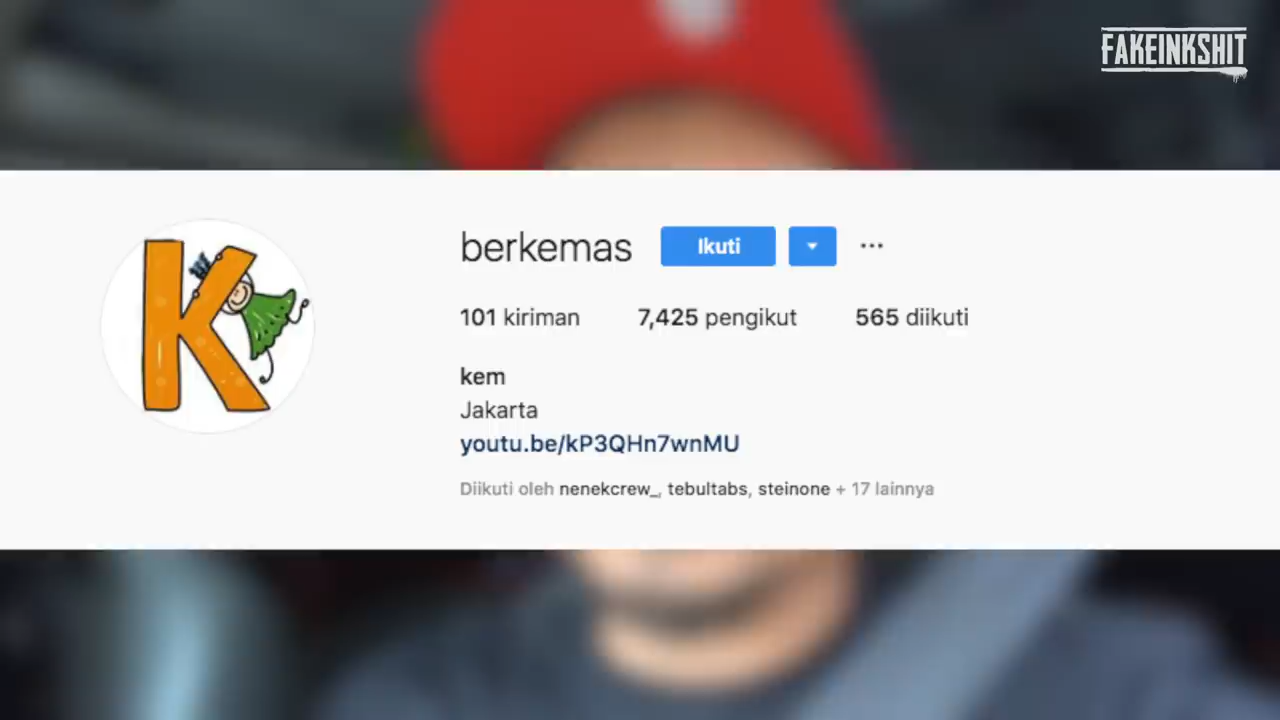 FAKEINKSHIT
berkemas Ikuti ...
101 kiriman 7,425 pengikut 565 diikuti
kem
Jakarta
youtu.be/kP3QHn7wnMU
Diikuti oleh nenekcrew_, tebultabs, steinone + 17 lainnya
K